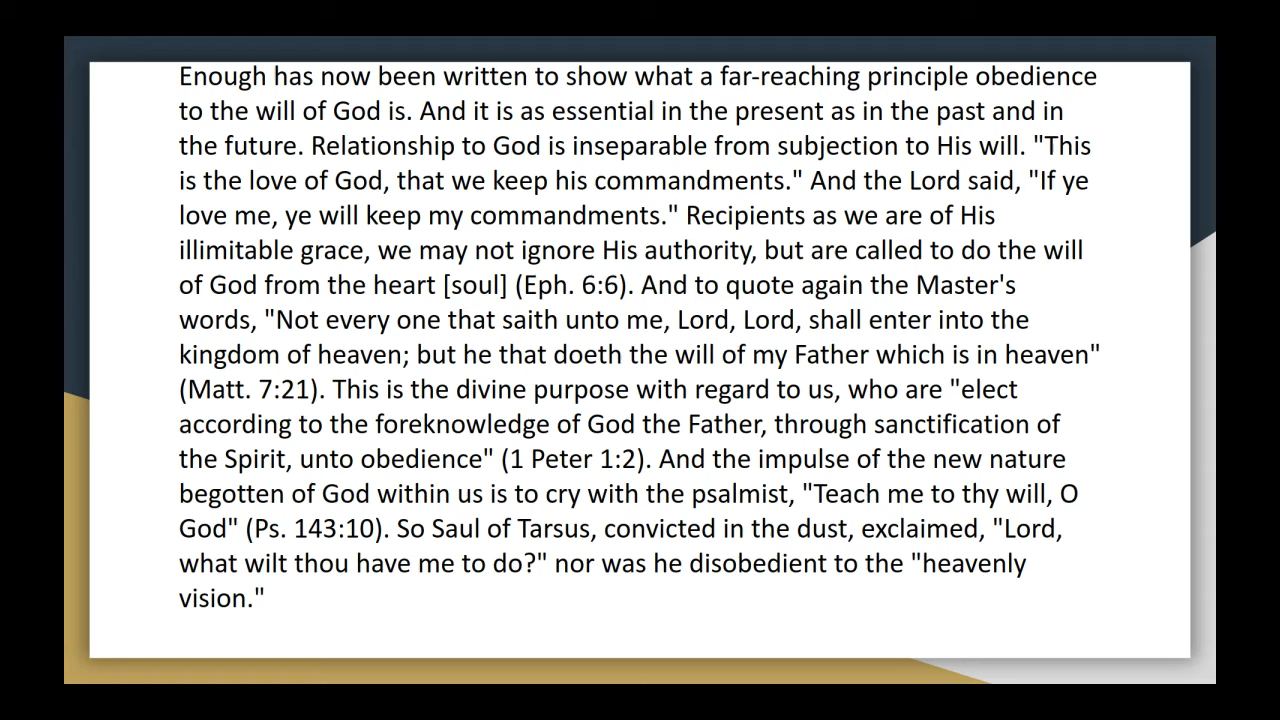 Enough has now been written to show what a far-reaching principle obedience
to the will of God is. And it is as essential in the present as in the past and in
the future. Relationship to God is inseparable from subjection to His will. "This
is the love of God, that we keep his commandments." And the Lord said, "If ye
love me, ye will keep my commandments." Recipients as we are of His
illimitable grace, we may not ignore His authority, but are called to do the will
of God from the heart [soul] (Eph. 6:6). And to quote again the Master's
words, "Not every one that saith unto me, Lord, Lord, shall enter into the
kingdom of heaven; but he that doeth the will of my Father which is in heaven"
(Matt. 7:21). This is the divine purpose with regard to us, who are "elect
according to the foreknowledge of God the Father, through sanctification of
the Spirit, unto obedience" (1 Peter 1:2). And the impulse of the new nature
begotten of God within us is to cry with the psalmist, "Teach me to thy will, O
God" (Ps. 143:10). So Saul of Tarsus, convicted in the dust, exclaimed, "Lord,
what wilt thou have me to do?" nor was he disobedient to the "heavenly
vision."